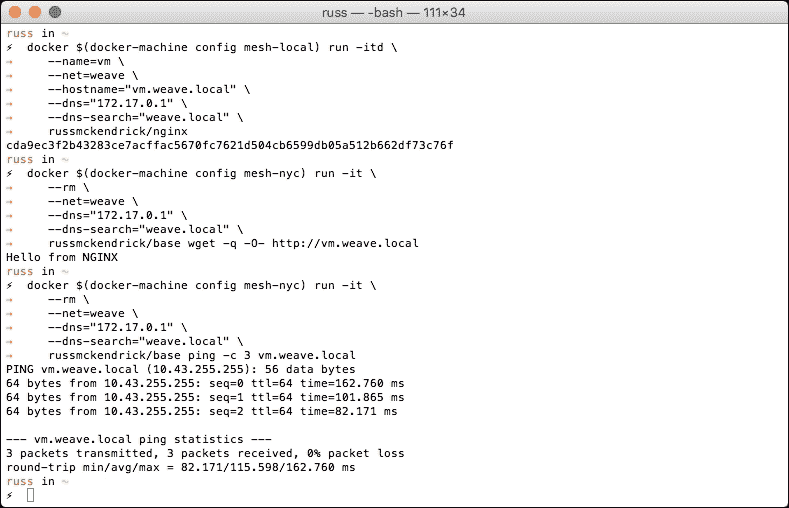 russ — -bash — 111×34
russ in ~
⚡ docker $(docker-machine config mesh-local) run -itd \
→ --name=vm \
→ --net=weave \
→ --hostname="vm.weave.local" \
→ --dns="172.17.0.1" \
→ --dns-search="weave.local" \
→ russmckendrick/nginx
cda9ec3f2b43283ce7acffac5670fc7621d504cb6599db05a512b662df73c76f
russ in ~
⚡ docker $(docker-machine config mesh-nyc) run -it \
→ --rm \
→ --net=weave \
→ --dns="172.17.0.1" \
→ --dns-search="weave.local" \
→ russmckendrick/base wget -q -O- http://vm.weave.local
Hello from NGINX
russ in ~
⚡ docker $(docker-machine config mesh-nyc) run -it \
→ --rm \
→ --net=weave \
→ --dns="172.17.0.1" \
→ --dns-search="weave.local" \
→ russmckendrick/base ping -c 3 vm.weave.local
PING vm.weave.local (10.43.255.255): 56 data bytes
64 bytes from 10.43.255.255: seq=0 ttl=64 time=162.760 ms
64 bytes from 10.43.255.255: seq=1 ttl=64 time=101.865 ms
64 bytes from 10.43.255.255: seq=2 ttl=64 time=82.171 ms
--- vm.weave.local ping statistics ---
3 packets transmitted, 3 packets received, 0% packet loss
round-trip min/avg/max = 82.171/115.598/162.760 ms
russ in ~
⚡